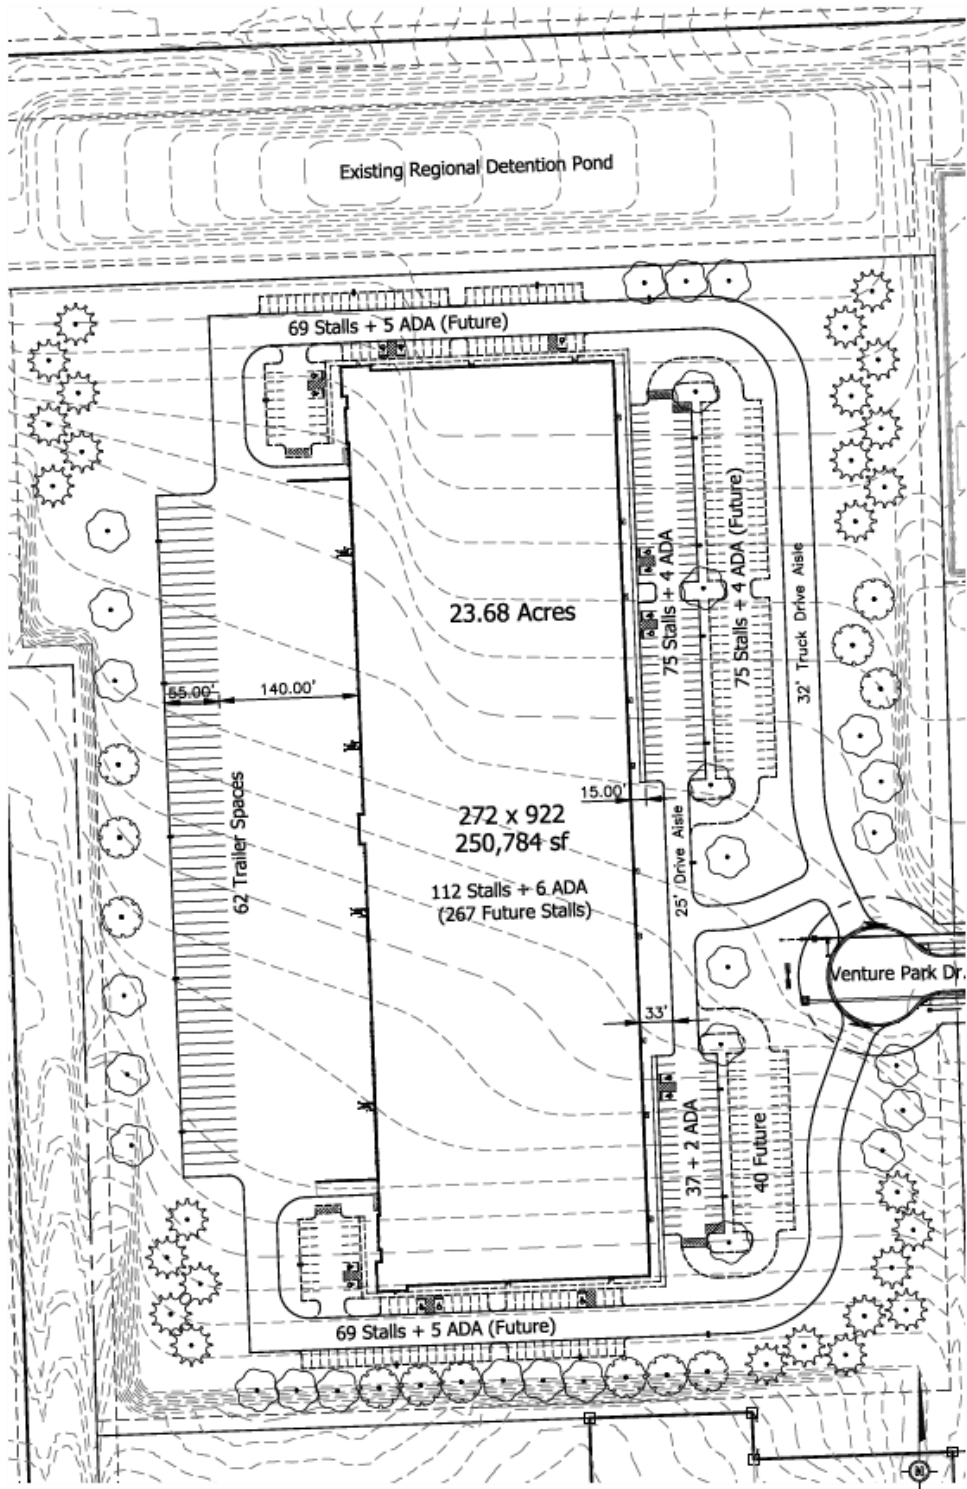 Existing Regional Detention Pond
69 Stalls + 5 ADA (Future)
75 Stalls + 4 ADA
75 Stalls + 4 ADA (Future)
32' Truck Drive Aisle
23.68 Acres
55.00'
140.00'
62 Trailer Spaces
15.00'
272 x 922
250,784 sf
25' Drive Aisle
112 Stalls + 6 ADA
(267 Future Stalls)
Venture Park Dr.
33'
37 + 2 ADA
40 Future
69 Stalls + 5 ADA (Future)
N